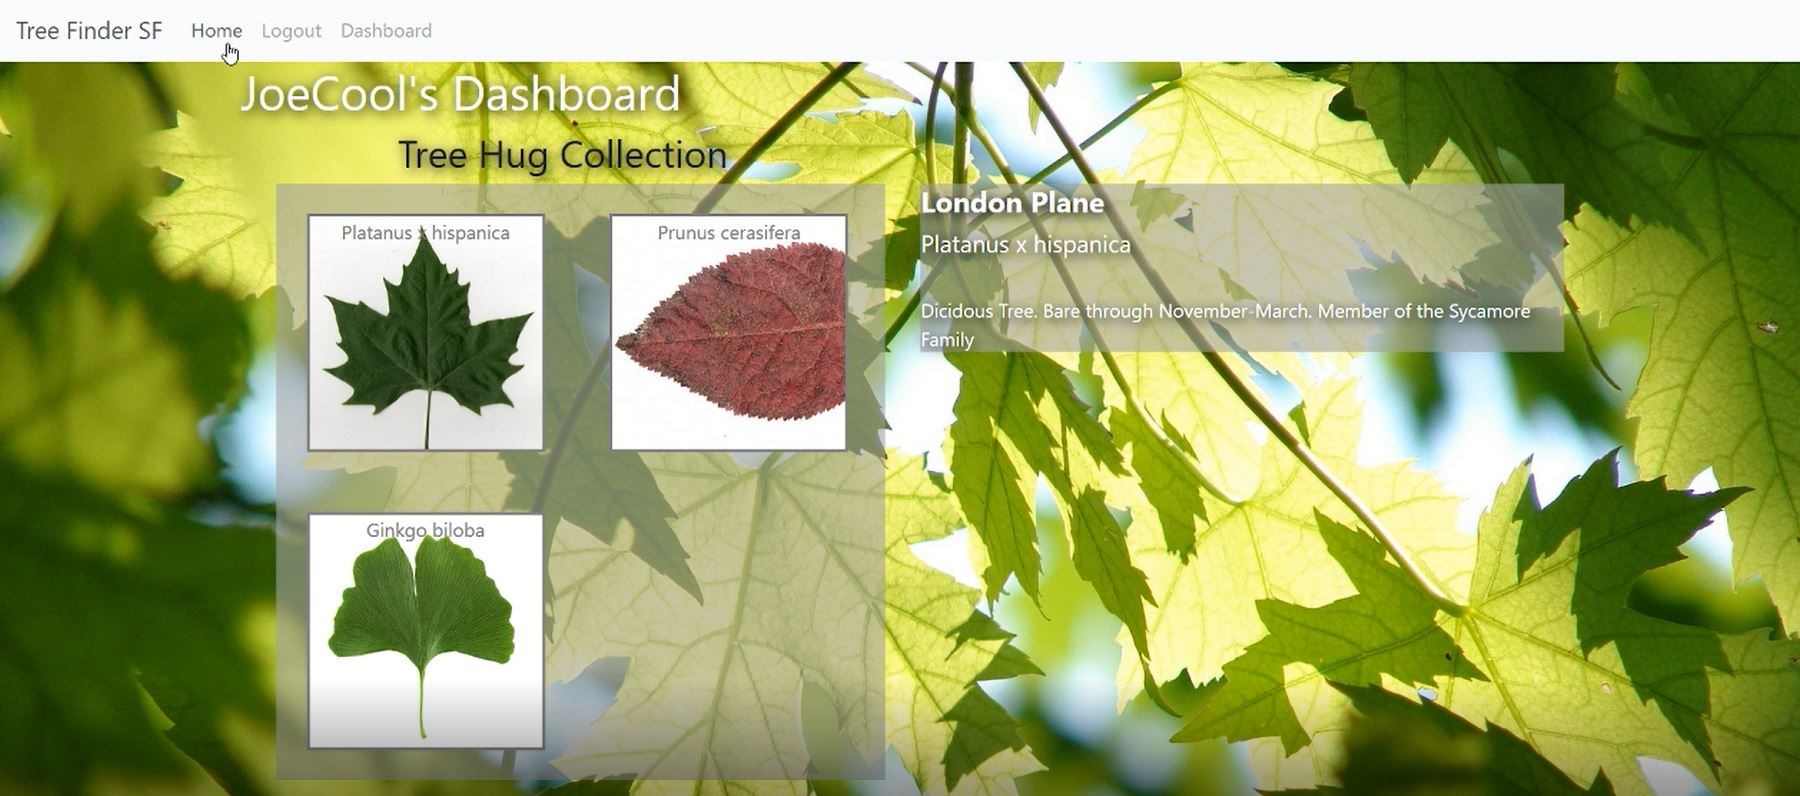 Tree Finder SF Home Logout Dashboard
JoeCool's Dashboard
Tree Hug Collection
Platanus x hispanica
Prunus cerasifera
Ginkgo biloba
London Plane
Platanus x hispanica
Dicidous Tree. Bare through November-March. Member of the Sycamore
Family